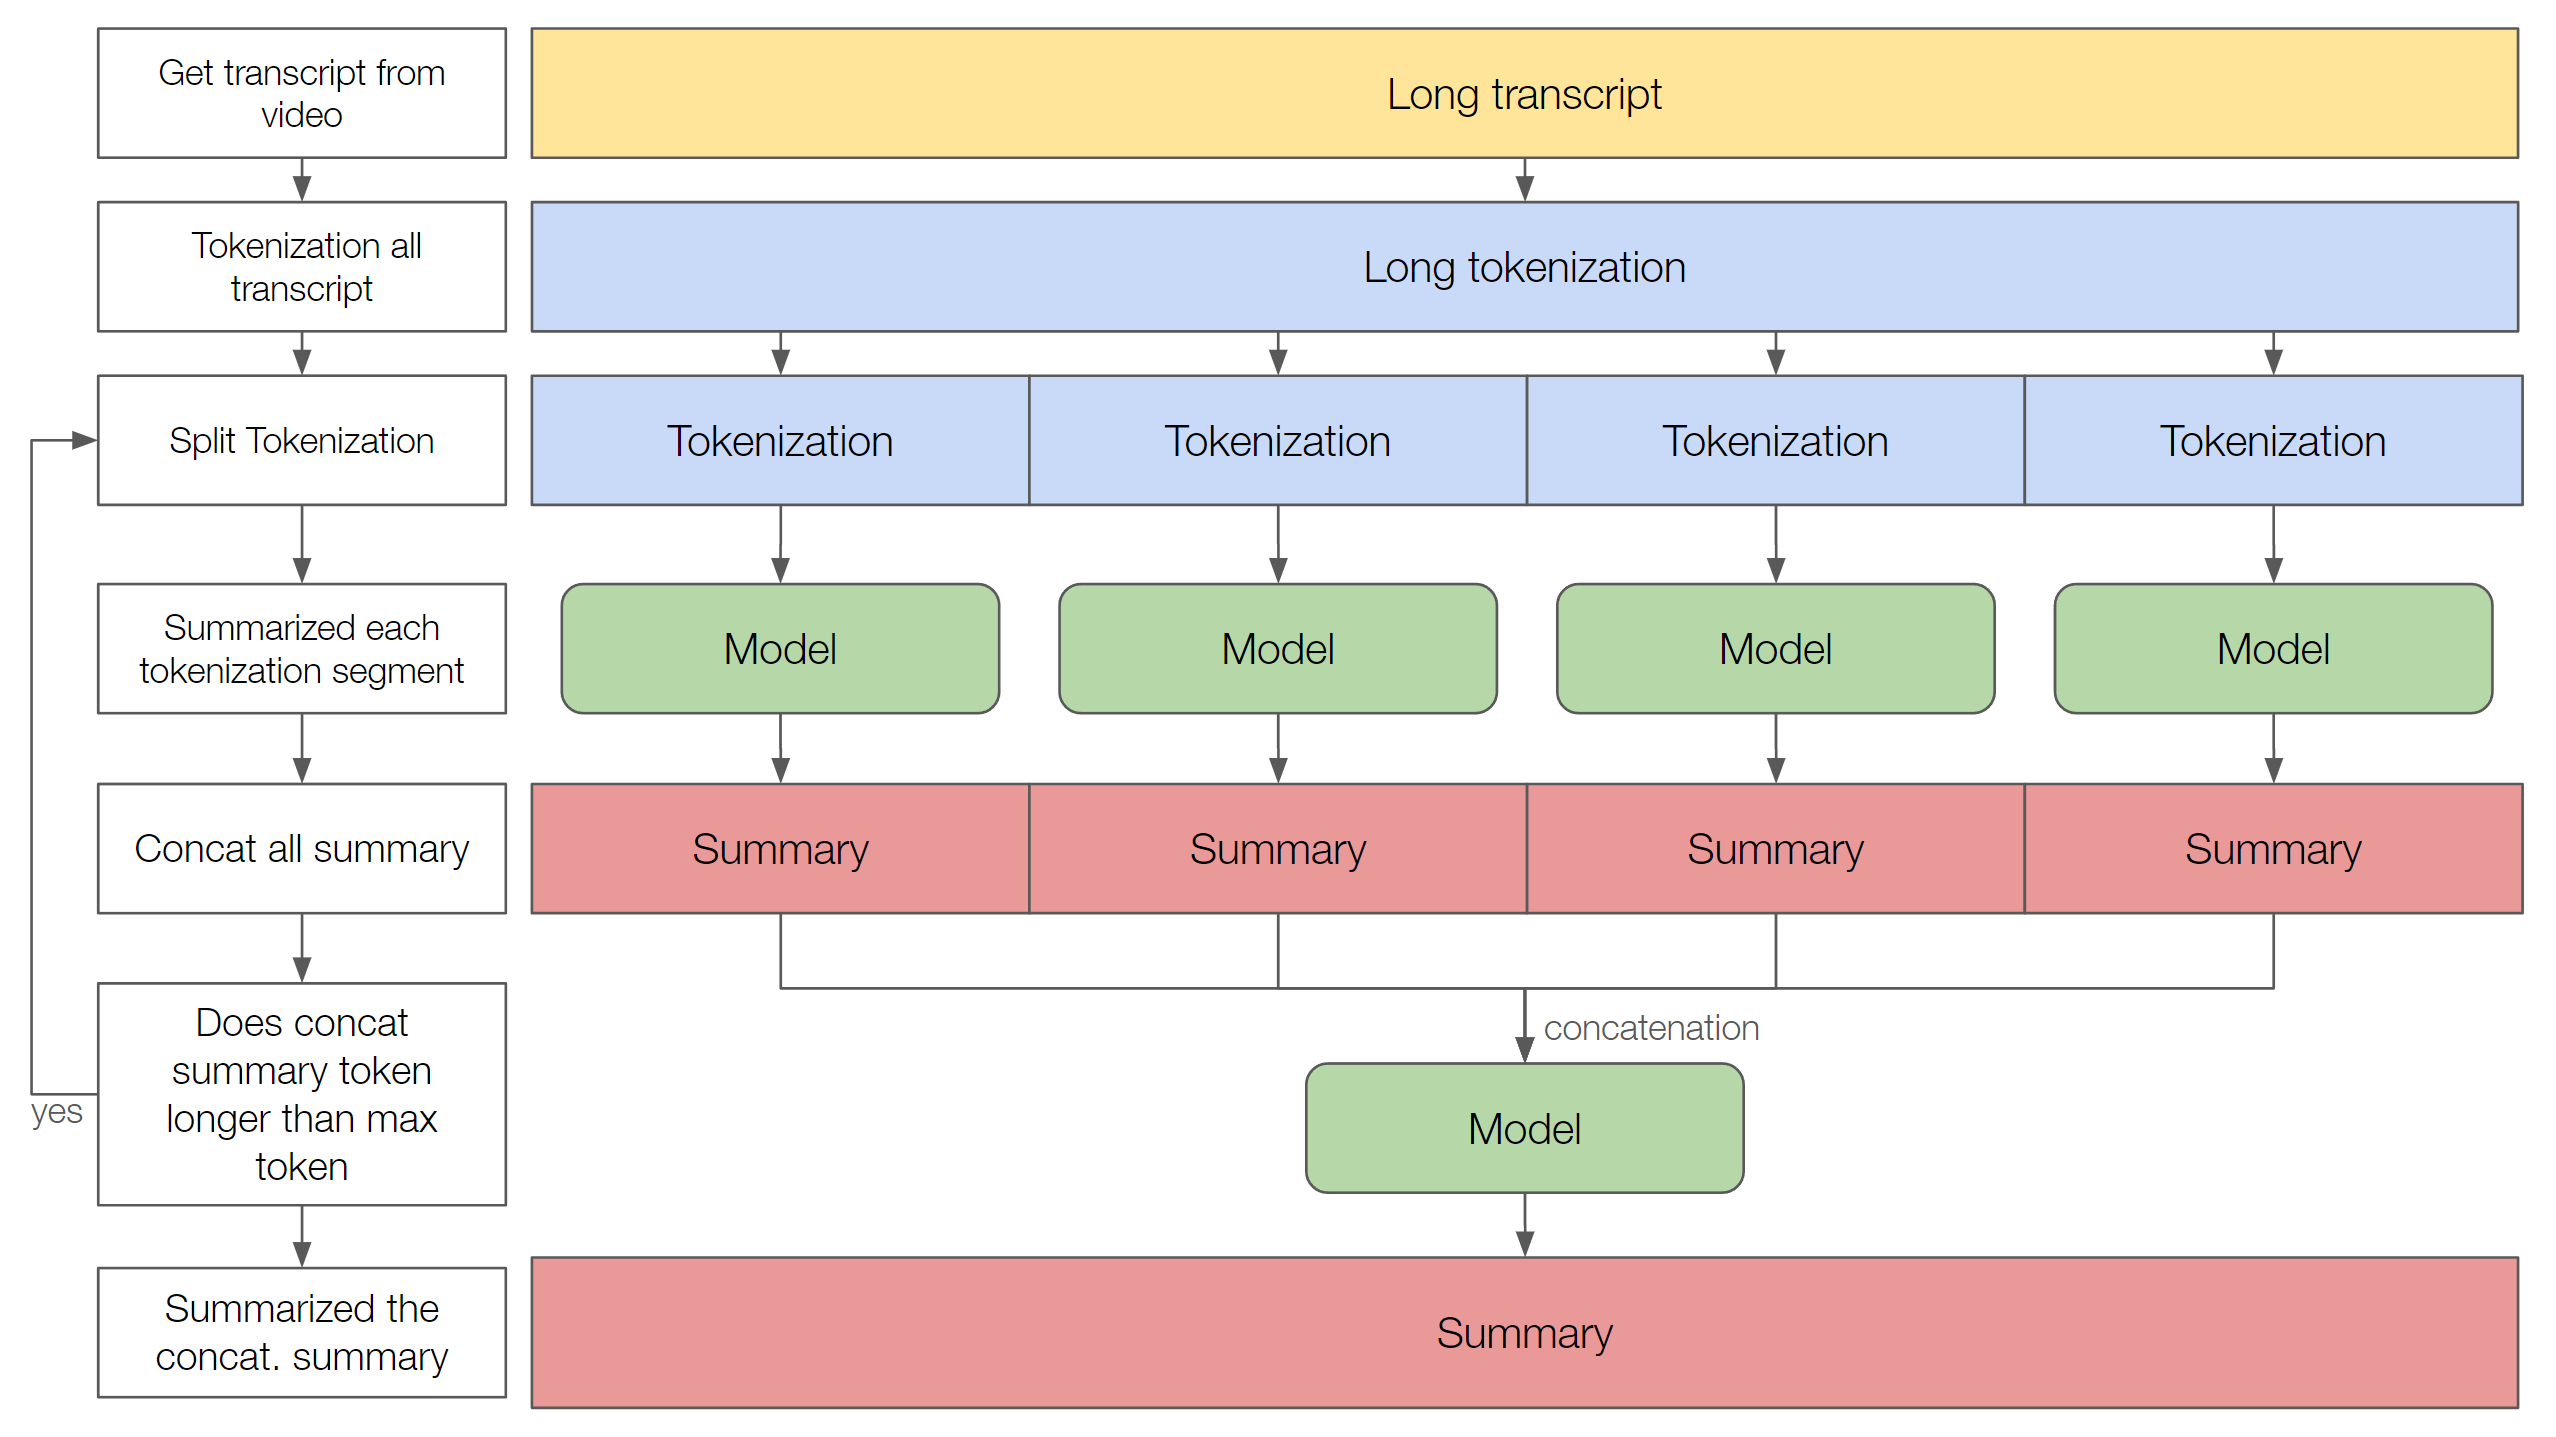 Get transcript from
video
Long transcript
Tokenization all
transcript
Long tokenization
Split Tokenization
Tokenization
Tokenization
Tokenization
Tokenization
Summarized each
tokenization segment
Model
Model
Model
Model
Concat all summary
Summary
Summary
Summary
Summary
Does concat
summary token
longer than max
token
yes
concatenation
Model
Summarized the
concat. summary
Summary